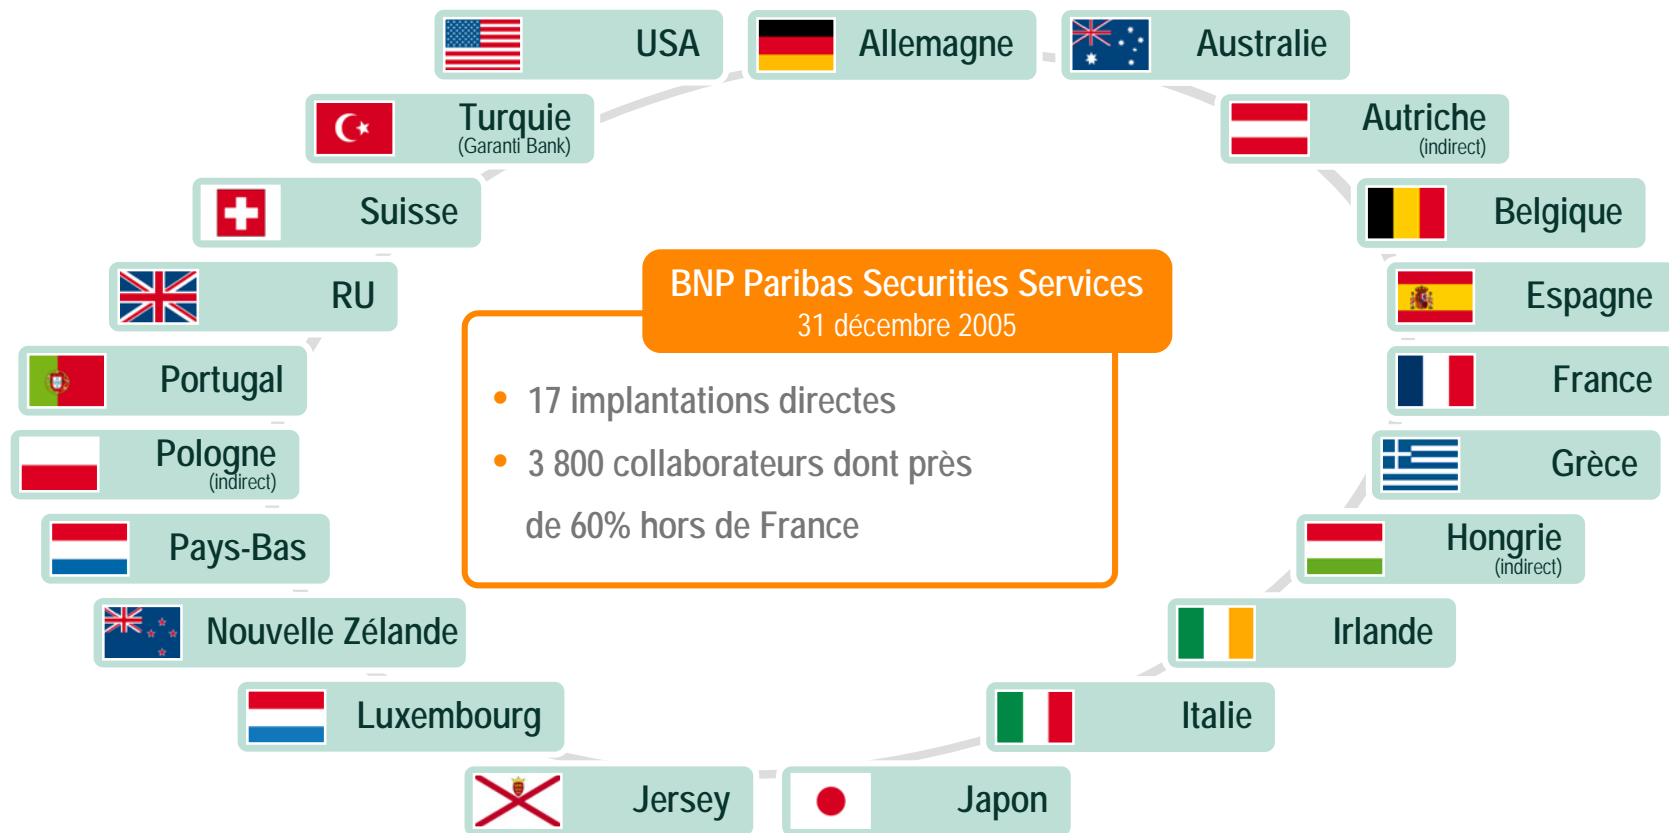 USA
Allemagne
Australie
Turquie
(Garanti Bank)
Autriche
(indirect)
Suisse
Belgique
RU
BNP Paribas Securities Services
31 décembre 2005
Espagne
Portugal
• 17 implantations directes
France
Pologne
(indirect)
• 3 800 collaborateurs dont près
de 60% hors de France
Grèce
Pays-Bas
Hongrie
(indirect)
Nouvelle Zélande
Irlande
Luxembourg
Italie
Jersey
Japon